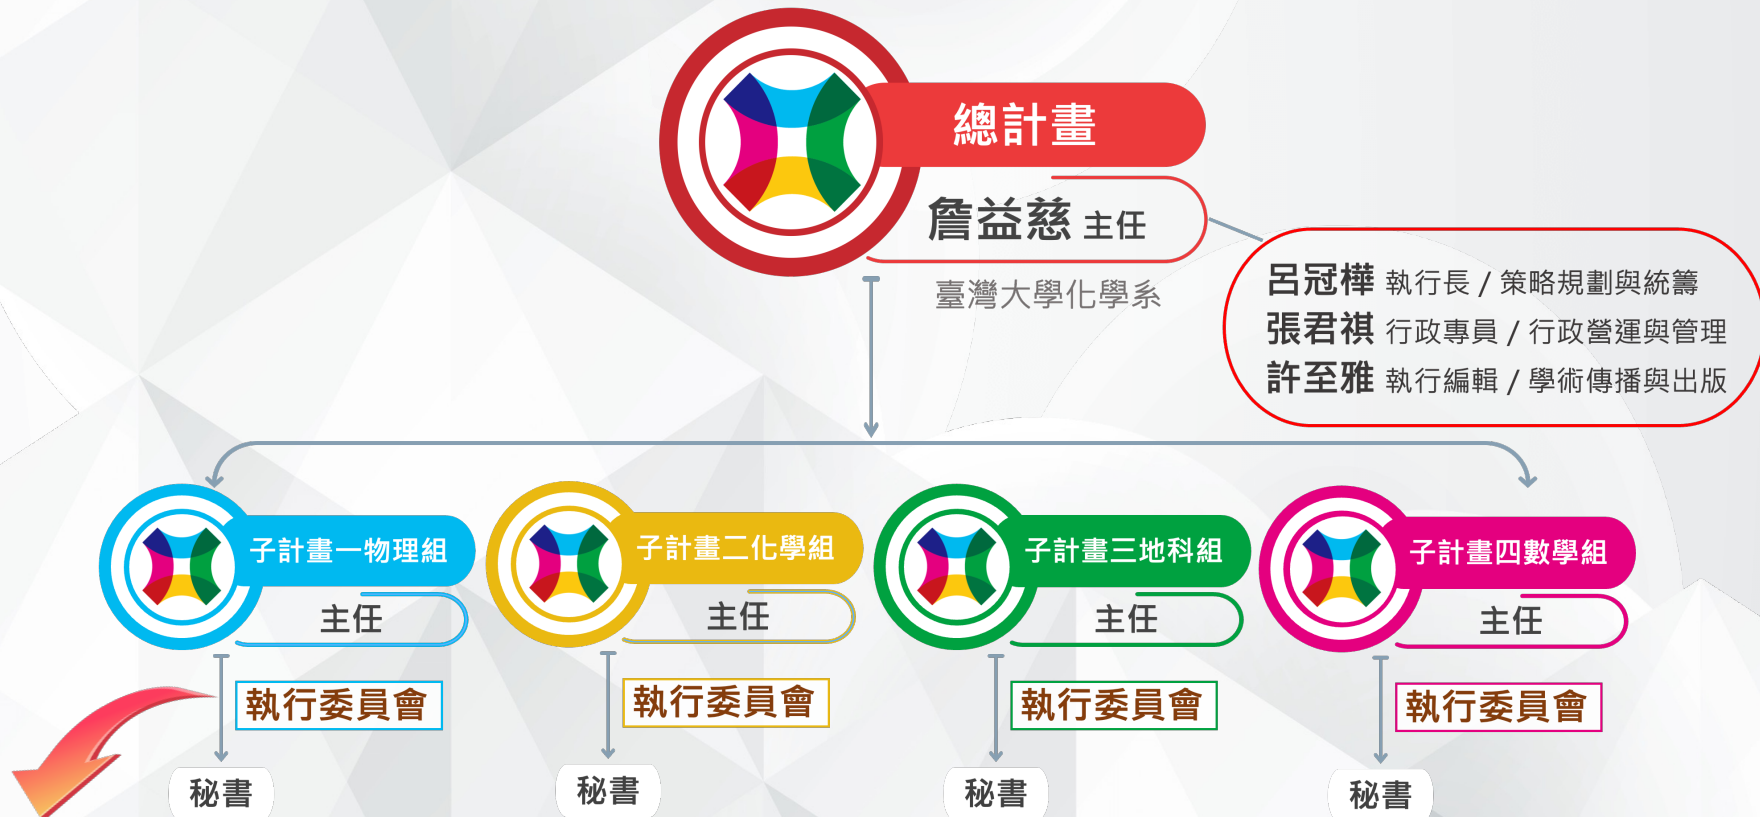 總計畫
詹益慈 主任
臺灣大學化學系
呂冠樺 執行長 / 策略規劃與統籌
張君祺 行政專員 / 行政營運與管理
許至雅 執行編輯 / 學術傳播與出版
子計畫一物理組
主任
執行委員會
秘書
子計畫二化學組
主任
執行委員會
秘書
子計畫三地科組
主任
執行委員會
秘書
子計畫四數學組
主任
執行委員會
秘書